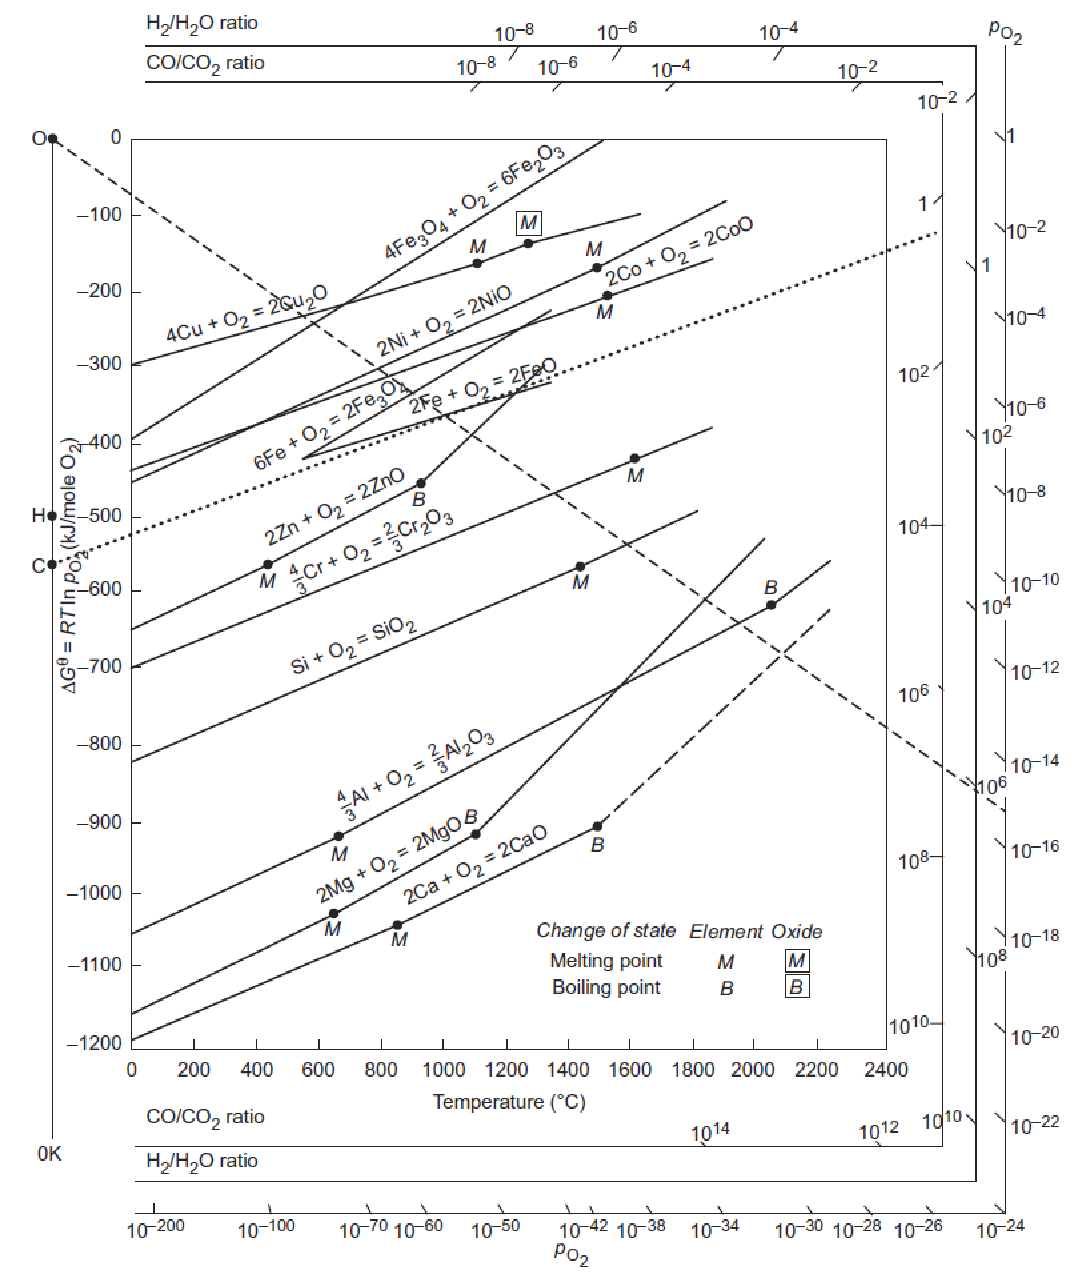 H₂/H₂O ratio
10⁻⁸ 10⁻⁶ 10⁻⁴
p O₂
CO/CO₂ ratio
10⁻⁸ 10⁻⁶ 10⁻⁴ 10⁻²
10⁻²
O 0 1
–100 1 10⁻²
–200 1 10⁻⁴
–300 10² 10⁻⁶
–400 10² 10⁻⁸
H –500 10⁴ 10⁻¹⁰
C –600 10⁴ 10⁻¹²
–700 10⁶ 10⁻¹⁴
–800 10⁶ 10⁻¹⁶
–900 10⁸ 10⁻¹⁸
–1000 10⁸ 10⁻²⁰
–1100 10¹⁰ 10⁻²²
–1200
ΔG^θ = RT ln p O₂ (kJ/mole O₂)
4Fe₃O₄ + O₂ = 6Fe₂O₃
M M
4Cu + O₂ = 2Cu₂O
2Ni + O₂ = 2NiO
M
2Co + O₂ = 2CoO
M
6Fe + O₂ = 2Fe₃O₄
2Fe + O₂ = 2FeO
2Zn + O₂ = 2ZnO
M B
4/3Cr + O₂ = 2/3Cr₂O₃
M
Si + O₂ = SiO₂
M
4/3Al + O₂ = 2/3Al₂O₃
M B
2Mg + O₂ = 2MgO
M B
2Ca + O₂ = 2CaO
M B
Change of state Element Oxide
Melting point M M
Boiling point B B
0 200 400 600 800 1000 1200 1400 1600 1800 2000 2200 2400
Temperature (°C)
CO/CO₂ ratio
10¹⁴ 10¹² 10¹⁰
0K
H₂/H₂O ratio
10⁻²⁰⁰ 10⁻¹⁰⁰ 10⁻⁷⁰ 10⁻⁶⁰ 10⁻⁵⁰ 10⁻⁴² 10⁻³⁸ 10⁻³⁴ 10⁻³⁰ 10⁻²⁸ 10⁻²⁶ 10⁻²⁴
p O₂